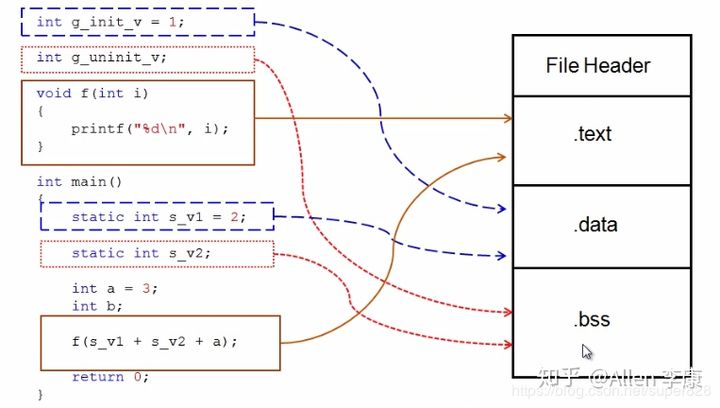 int g_init_v = 1;
int g_uninit_v;
void f(int i)
{
printf("%d\n", i);
}
int main()
{
static int s_v1 = 2;
static int s_v2;
int a = 3;
int b;
f(s_v1 + s_v2 + a);
return 0;
}
File Header
.text
.data
.bss
知乎 @Allen 李康
https://blog.csdn.net/super828